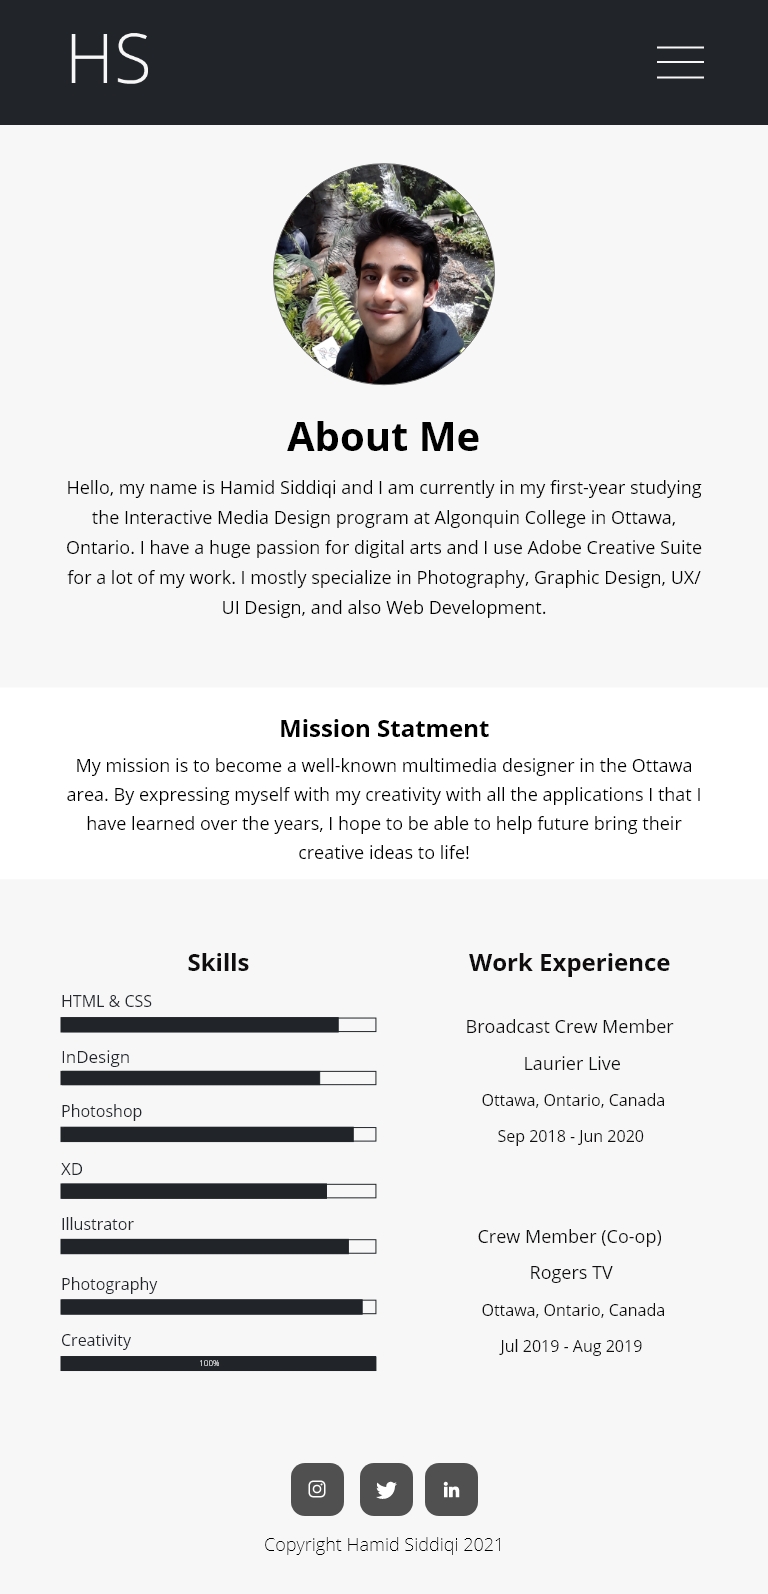 HS
About Me
Hello, my name is Hamid Siddiqi and I am currently in my first-year studying
the Interactive Media Design program at Algonquin College in Ottawa,
Ontario. I have a huge passion for digital arts and I use Adobe Creative Suite
for a lot of my work. I mostly specialize in Photography, Graphic Design, UX/
UI Design, and also Web Development.
Mission Statment
My mission is to become a well-known multimedia designer in the Ottawa
area. By expressing myself with my creativity with all the applications I that I
have learned over the years, I hope to be able to help future bring their
creative ideas to life!
Skills
HTML & CSS
InDesign
Photoshop
XD
Illustrator
Photography
Creativity
100%
Work Experience
Broadcast Crew Member
Laurier Live
Ottawa, Ontario, Canada
Sep 2018 - Jun 2020
Crew Member (Co-op)
Rogers TV
Ottawa, Ontario, Canada
Jul 2019 - Aug 2019
in
Copyright Hamid Siddiqi 2021